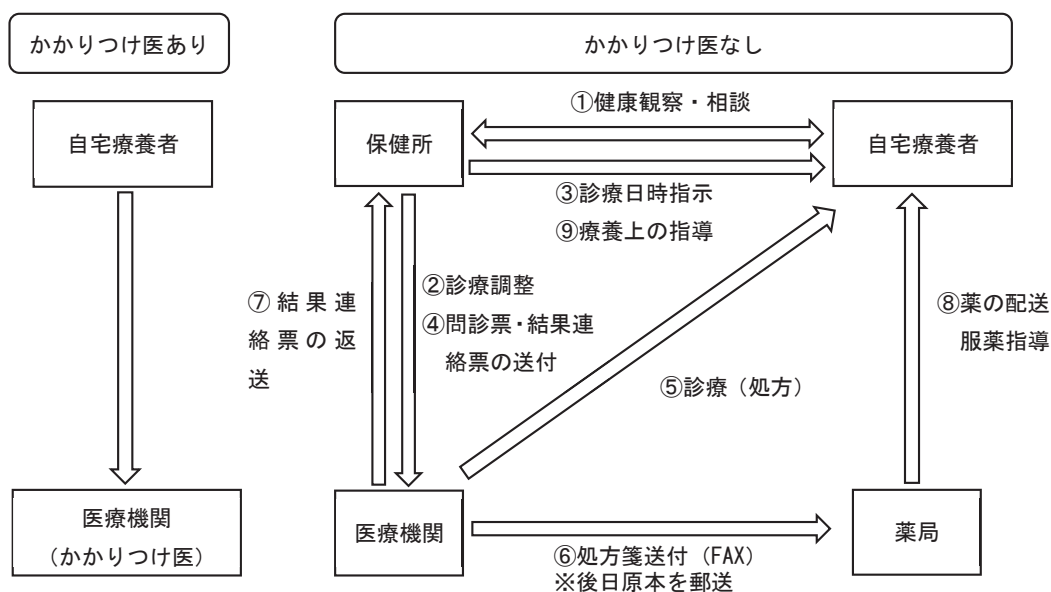 かかりつけ医あり
かかりつけ医なし
自宅療養者
保健所
①健康観察・相談
自宅療養者
③診療日時指示
⑨療養上の指導
⑦結果連
絡票の返
送
②診療調整
④問診票・結果連
絡票の送付
⑧薬の配送
服薬指導
⑤診療（処方）
医療機関
（かかりつけ医）
医療機関
⑥処方箋送付（FAX）
※後日原本を郵送
薬局